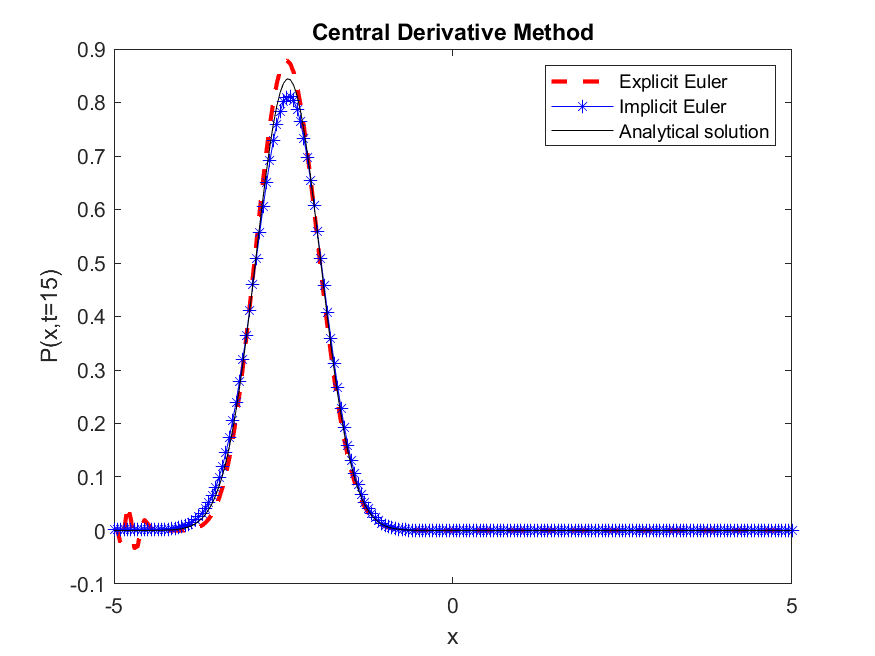 Central Derivative Method
Explicit Euler
Implicit Euler
Analytical solution
P(x,t=15)
0.9
0.8
0.7
0.6
0.5
0.4
0.3
0.2
0.1
0
-0.1
-5
0
5
x